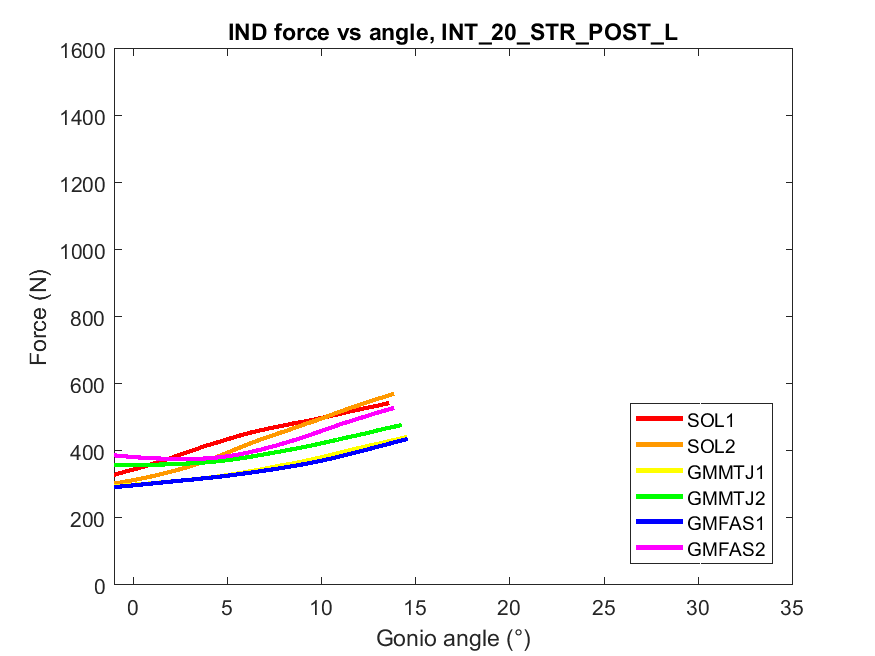 IND force vs angle, INT_20_STR_POST_L
1600
1400
1200
1000
800
600
400
200
0
Force (N)
0 5 10 15 20 25 30 35
Gonio angle (°)
SOL1
SOL2
GMMTJ1
GMMTJ2
GMFAS1
GMFAS2